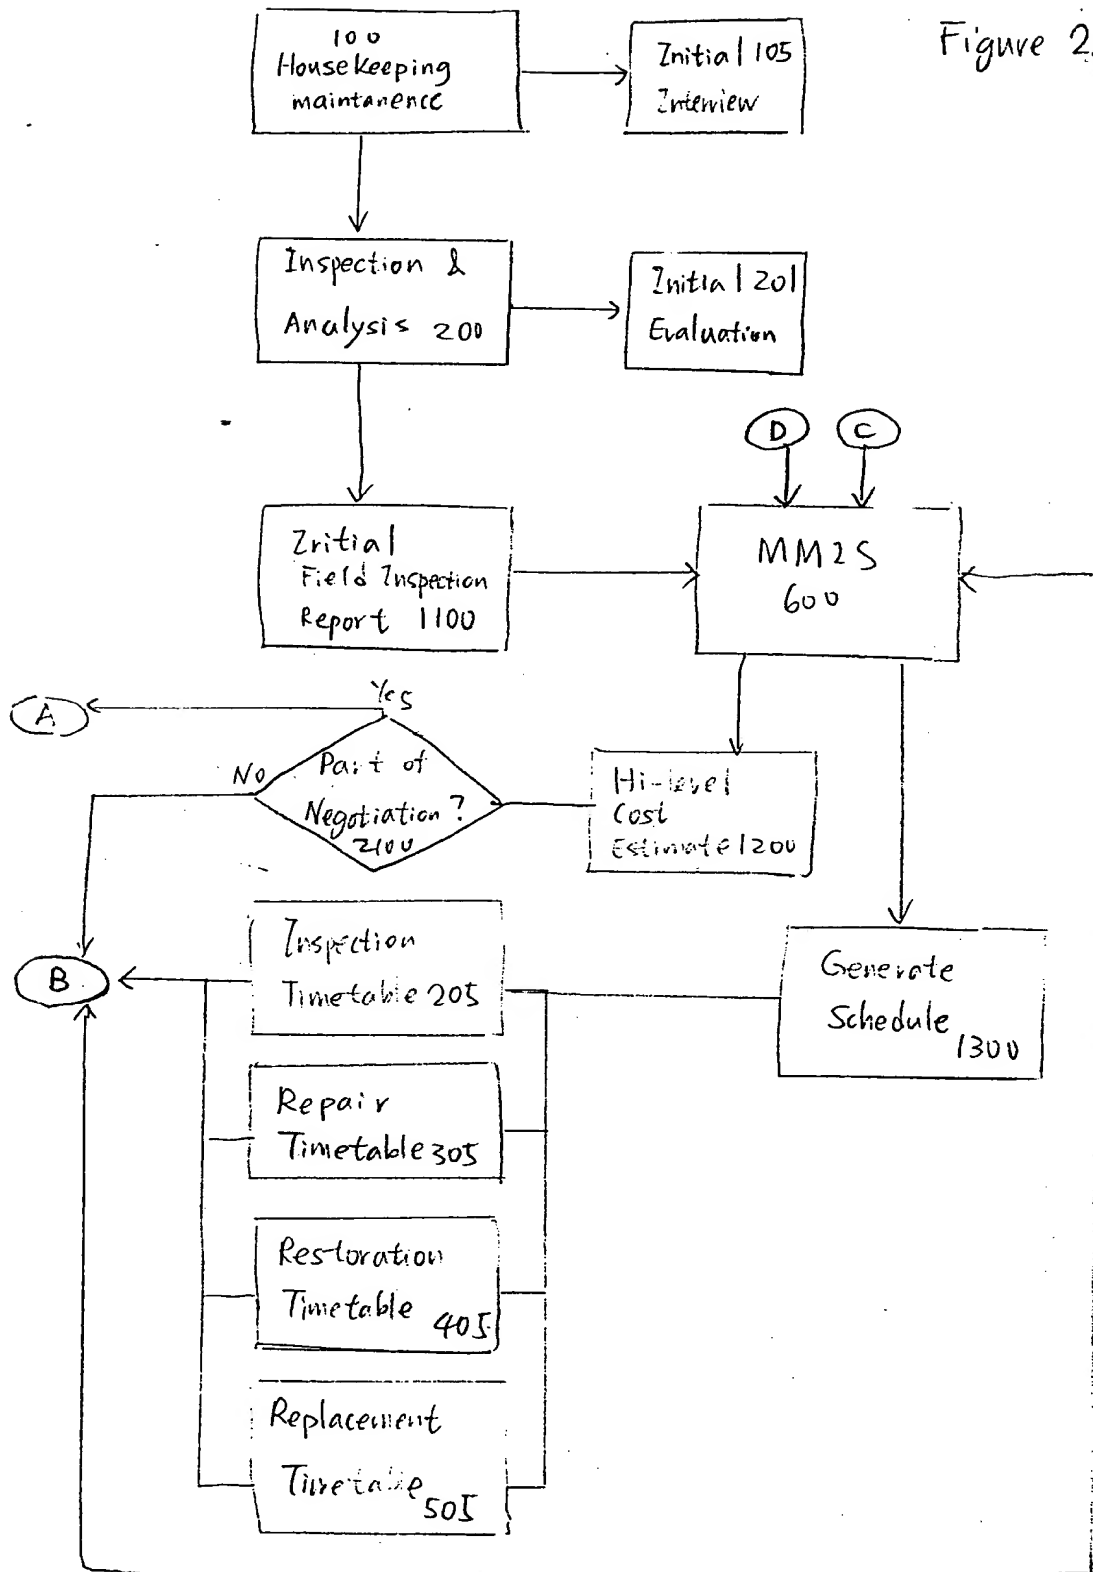 Figure 2
100
Housekeeping
maintanence
Initial 105
Interview
Inspection &
Analysis 200
Initial 201
Evaluation
D
C
Initial
Field Inspection
Report 1100
MM2S
600
A
Yes
No
Part of
Negotiation?
2100
Hi-level
Cost
Estimate 1200
B
Inspection
Timetable 205
Generate
Schedule
1300
Repair
Timetable 305
Restoration
Timetable 405
Replacement
Timetable 505